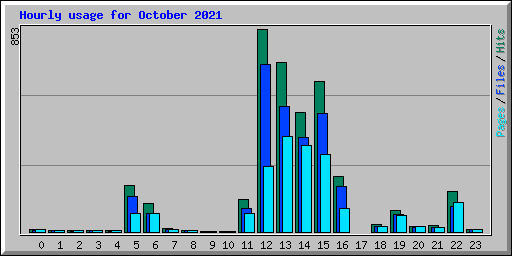 Hourly usage for October 2021
853
Pages/Files/Hits
0 1 2 3 4 5 6 7 8 9 10 11 12 13 14 15 16 17 18 19 20 21 22 23